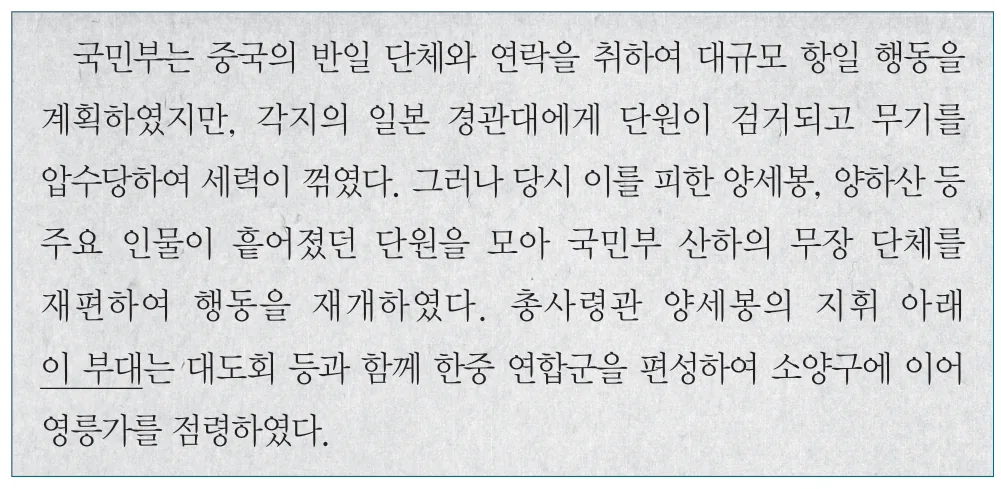 국민부는 중국의 반일 단체와 연락을 취하여 대규모 항일 행동을
계획하였지만, 각지의 일본 경관대에게 단원이 검거되고 무기를
압수당하여 세력이 꺾였다. 그러나 당시 이를 피한 양세봉, 양하산 등
주요 인물이 흩어졌던 단원을 모아 국민부 산하의 무장 단체를
재편하여 행동을 재개하였다. 총사령관 양세봉의 지휘 아래
이 부대는 대도회 등과 함께 한중 연합군을 편성하여 소양구에 이어
영릉가를 점령하였다.